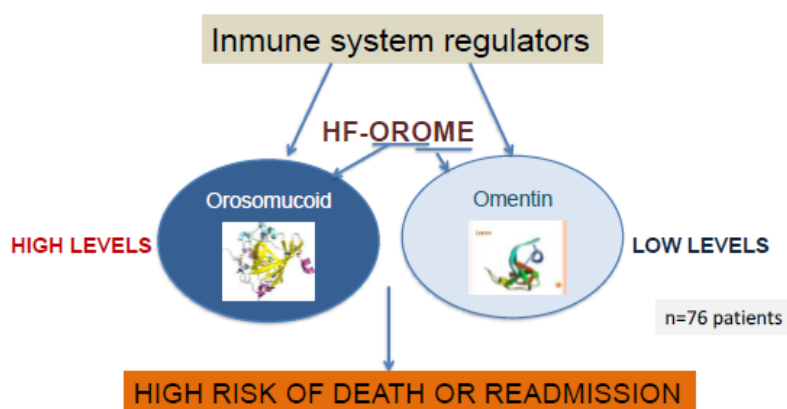 Inmune system regulators
HF-OROME
Orosomucoid
Omentin
HIGH LEVELS
LOW LEVELS
n=76 patients
HIGH RISK OF DEATH OR READMISSION